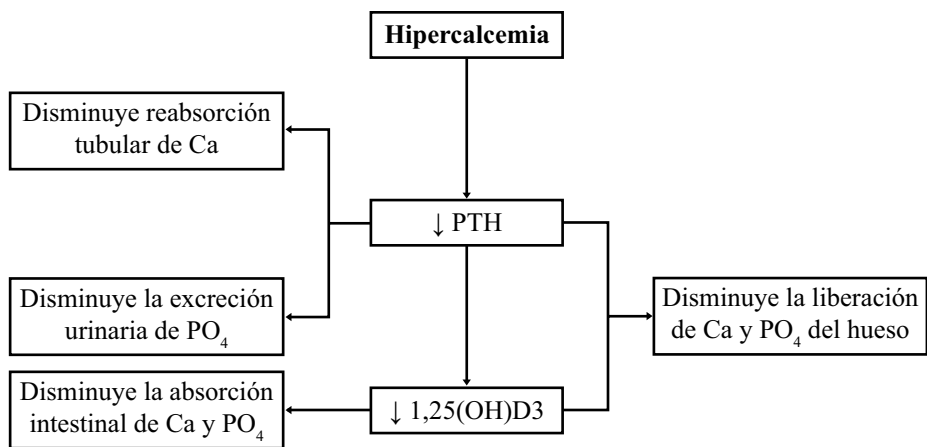 Hipercalcemia
Disminuye reabsorción
tubular de Ca
↓ PTH
Disminuye la excreción
urinaria de PO₄
Disminuye la liberación
de Ca y PO₄ del hueso
Disminuye la absorción
intestinal de Ca y PO₄
↓ 1,25(OH)D3